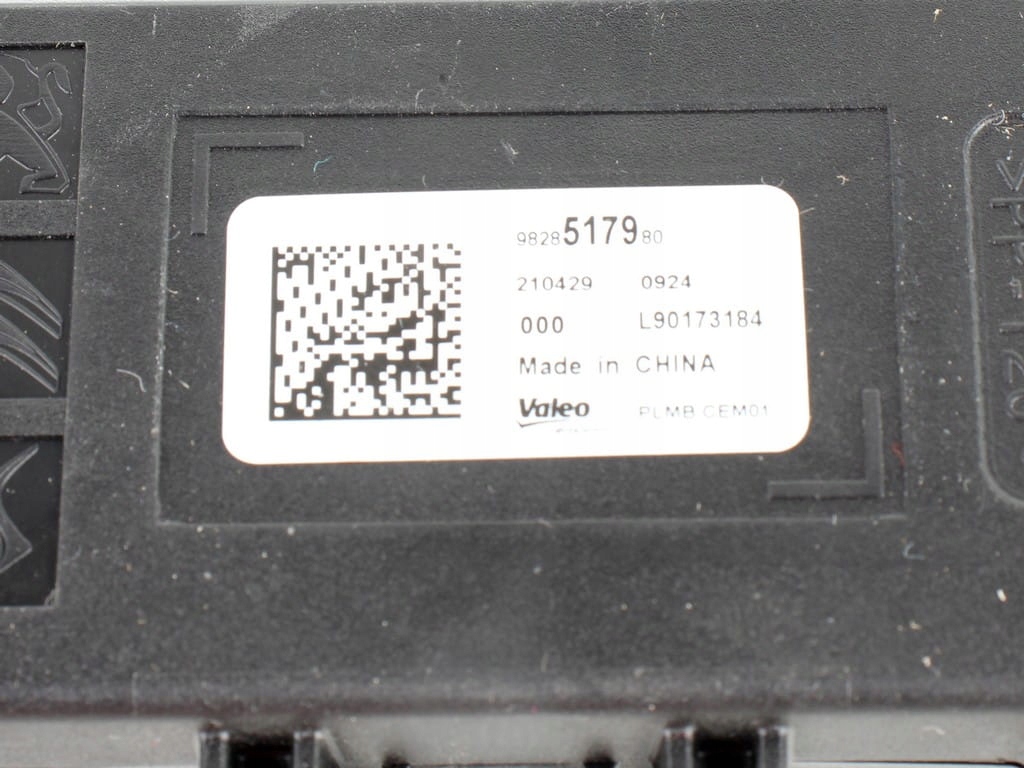 9828517980
210429 0924
000 L90173184
Made in CHINA
Valeo PLMB CEM01